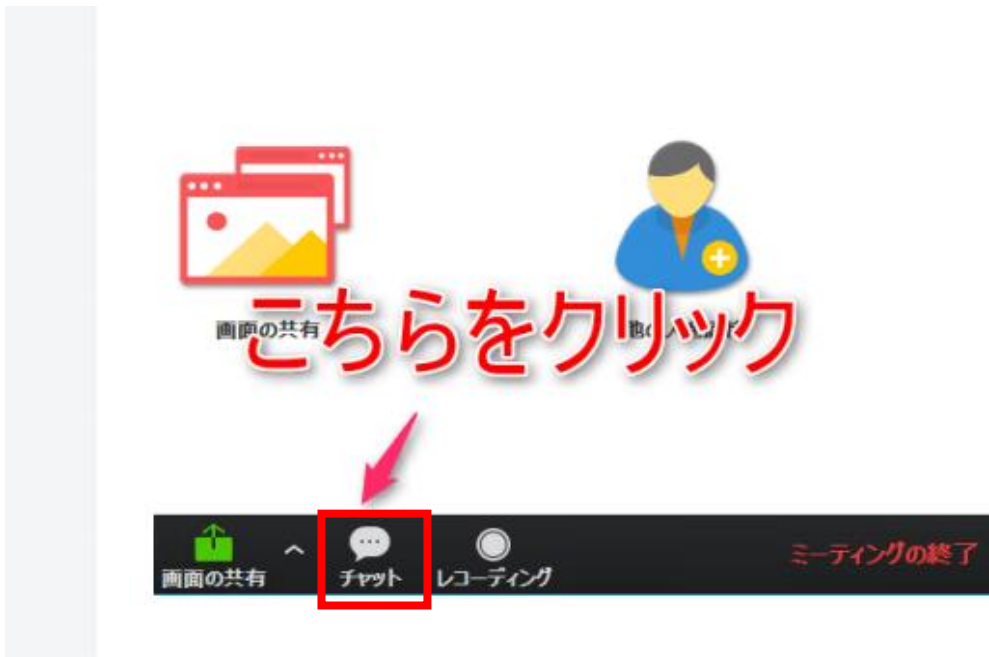 画面の共有
こちらをクリック
画面の共有
チャット
レコーディング
ミーティングの終了